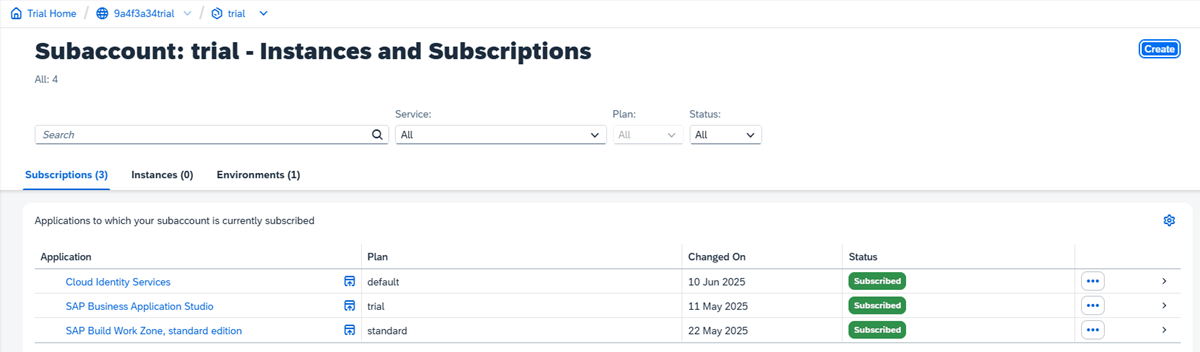 Trial Home / 9a4f3a34trial / trial
Subaccount: trial - Instances and Subscriptions
Create
All: 4
Service: Plan: Status:
Search All All All
Subscriptions (3) Instances (0) Environments (1)
Applications to which your subaccount is currently subscribed
Application Plan Changed On Status
Cloud Identity Services default 10 Jun 2025 Subscribed
SAP Business Application Studio trial 11 May 2025 Subscribed
SAP Build Work Zone, standard edition standard 22 May 2025 Subscribed